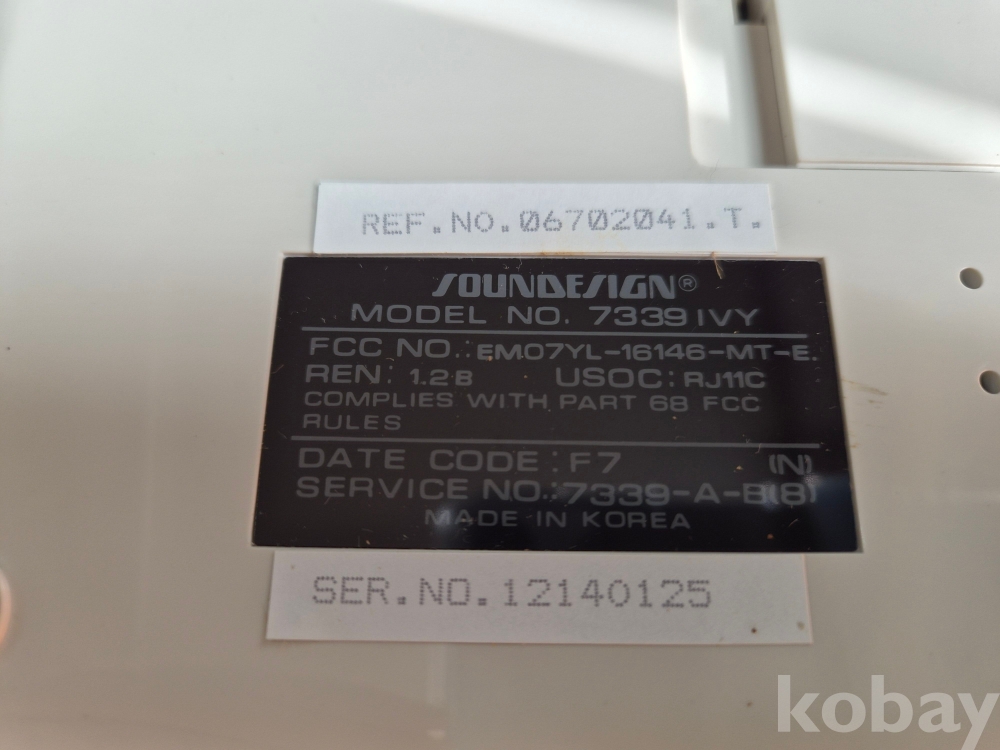 REF.NO.06702041.T.
SOUNDESIGN®
MODEL NO. 7339IVY
FCC NO.: EMO7YL-16146-MT-E.
REN: 1.2B USOC: RJ11C
COMPLIES WITH PART 68 FCC
RULES
DATE CODE: F7 (N)
SERVICE NO.: 7339-A-B(8)
MADE IN KOREA
SER.NO.12140125
kobay